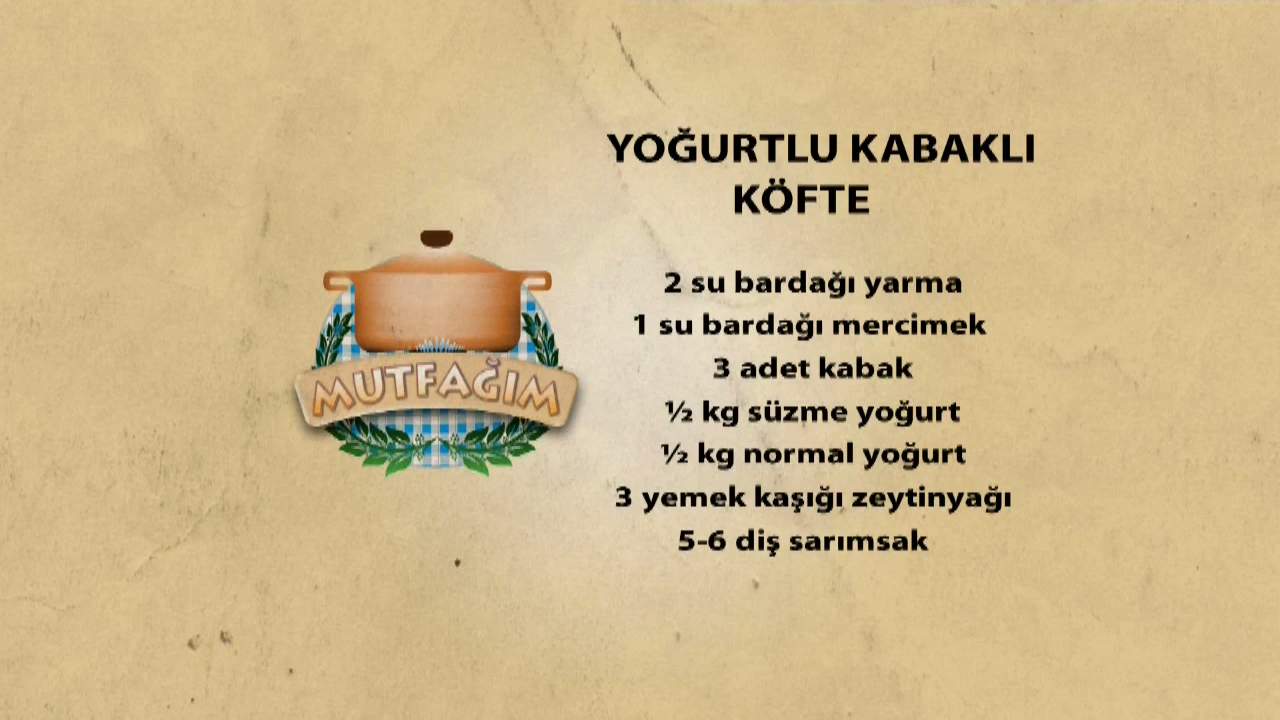 YOĞURTLU KABAKLI
KÖFTE
2 su bardağı yarma
1 su bardağı mercimek
3 adet kabak
½ kg süzme yoğurt
½ kg normal yoğurt
3 yemek kaşığı zeytinyağı
5-6 diş sarımsak
MUTFAĞIM